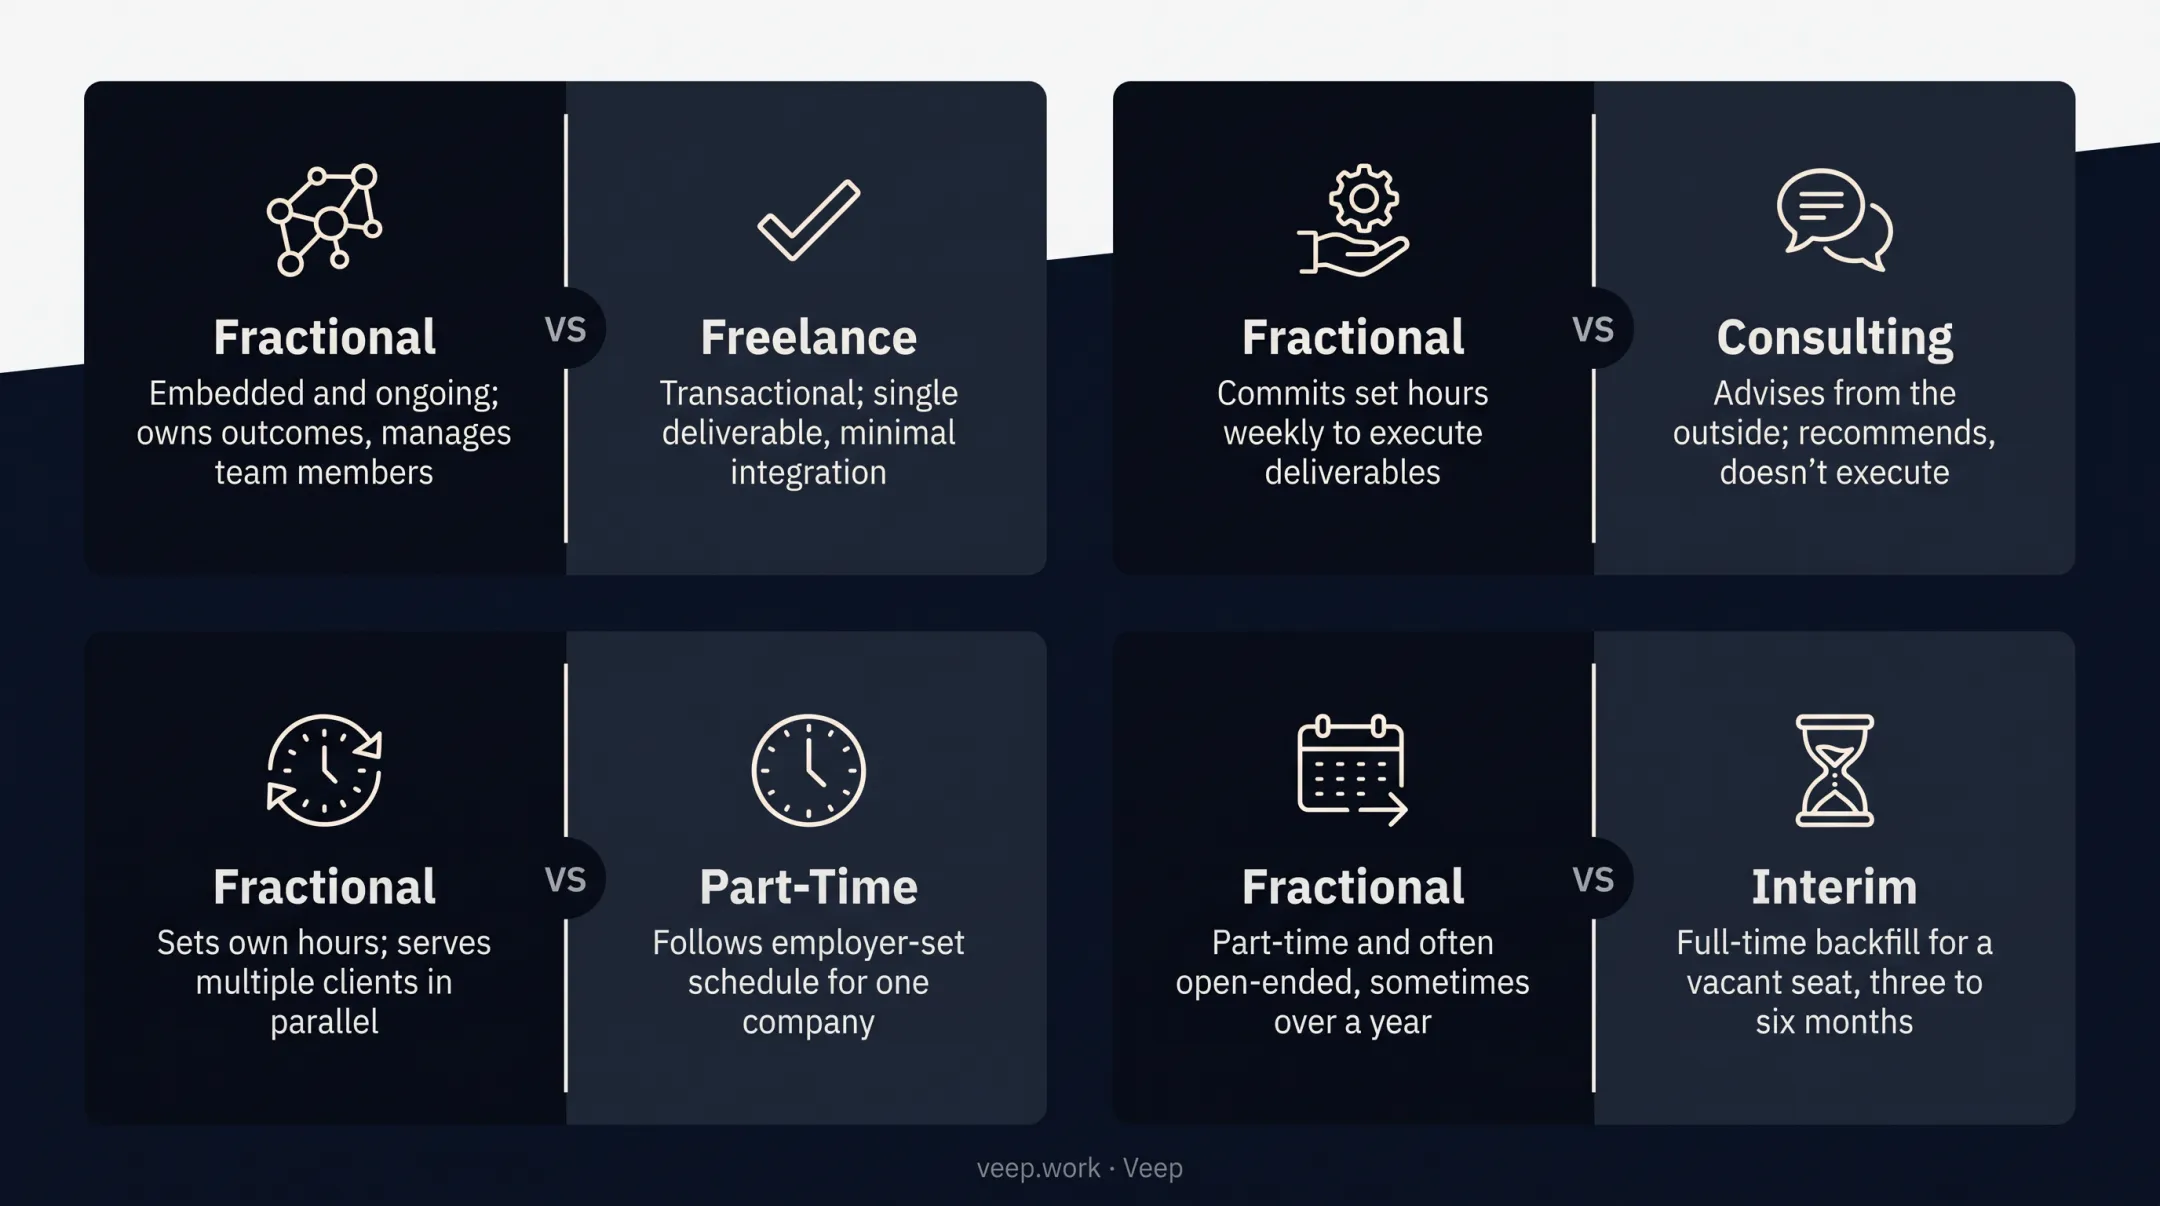 Fractional
Embedded and ongoing;
owns outcomes, manages
team members
VS
Freelance
Transactional; single
deliverable, minimal
integration
Fractional
Commits set hours
weekly to execute
deliverables
VS
Consulting
Advises from the
outside; recommends,
doesn’t execute
Fractional
Sets own hours; serves
multiple clients in
parallel
VS
Part-Time
Follows employer-set
schedule for one
company
Fractional
Part-time and often
open-ended, sometimes
over a year
VS
Interim
Full-time backfill for a
vacant seat, three to
six months
veep.work · Veep